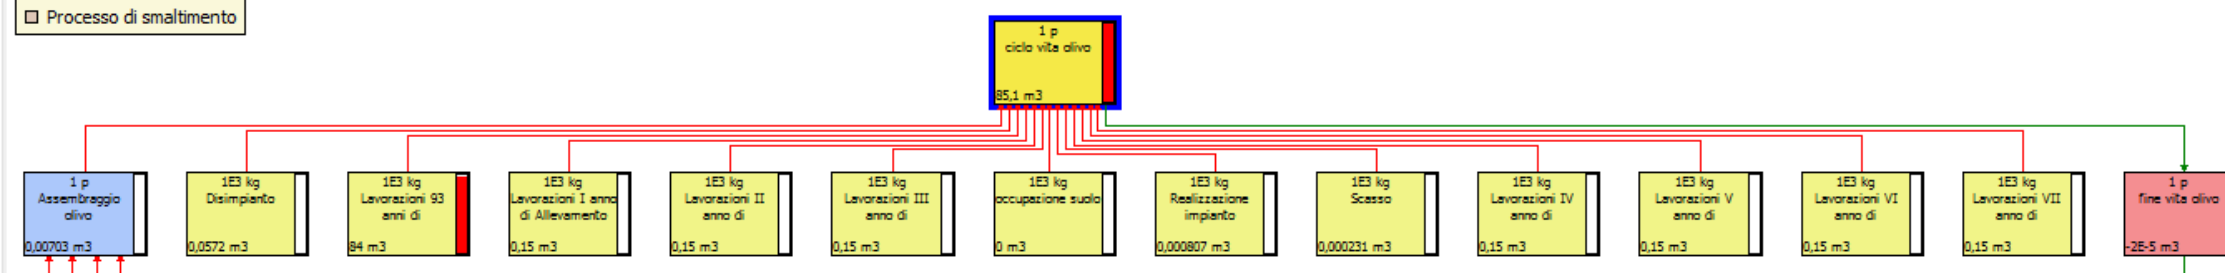 Processo di smaltimento
1 p
ciclo vita olivo
85,1 m3
1 p
Assemblaggio
olivo
0,00703 m3
1E3 kg
Disimpianto
0,0572 m3
1E3 kg
Lavorazioni 93
anni di
84 m3
1E3 kg
Lavorazioni I anno
di Allevamento
0,15 m3
1E3 kg
Lavorazioni II
anno di
0,15 m3
1E3 kg
Lavorazioni III
anno di
0,15 m3
1E3 kg
occupazione suolo
0 m3
1E3 kg
Realizzazione
impianto
0,000807 m3
1E3 kg
Scasso
0,000231 m3
1E3 kg
Lavorazioni IV
anno di
0,15 m3
1E3 kg
Lavorazioni V
anno di
0,15 m3
1E3 kg
Lavorazioni VI
anno di
0,15 m3
1E3 kg
Lavorazioni VII
anno di
0,15 m3
1 p
fine vita olivo
-2E-5 m3